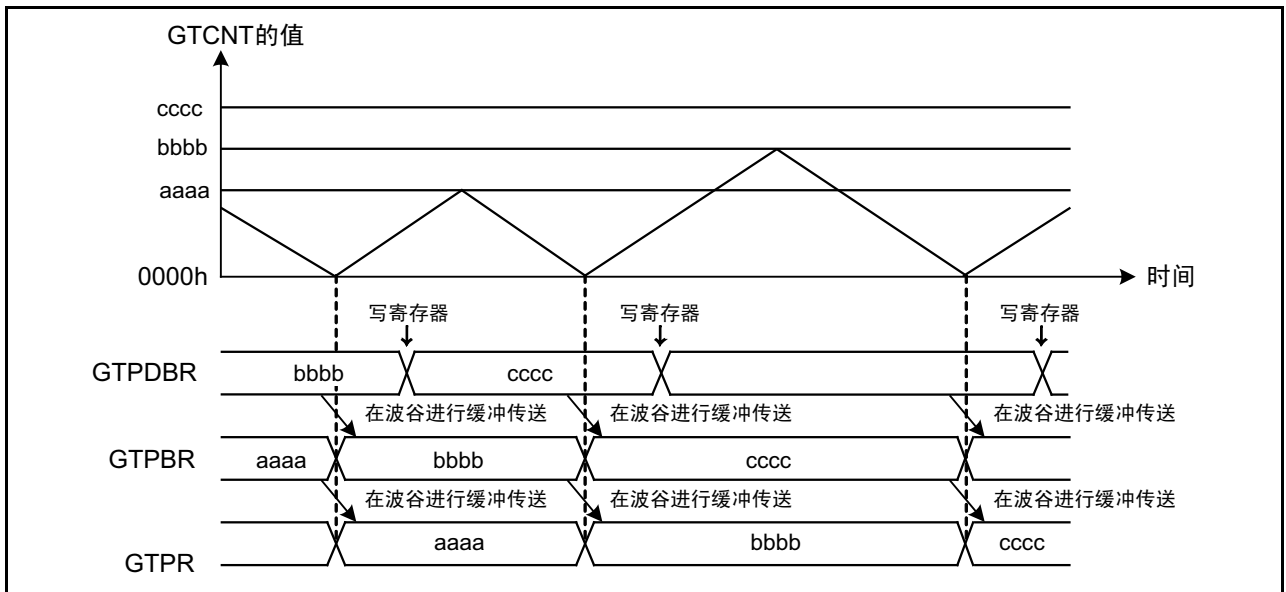 GTCNT的值
cccc
bbbb
aaaa
0000h
时间
写寄存器 写寄存器 写寄存器
GTPDBR bbbb cccc
在波谷进行缓冲传送 在波谷进行缓冲传送 在波谷进行缓冲传送
GTPBR aaaa bbbb cccc
在波谷进行缓冲传送 在波谷进行缓冲传送 在波谷进行缓冲传送
GTPR aaaa bbbb cccc